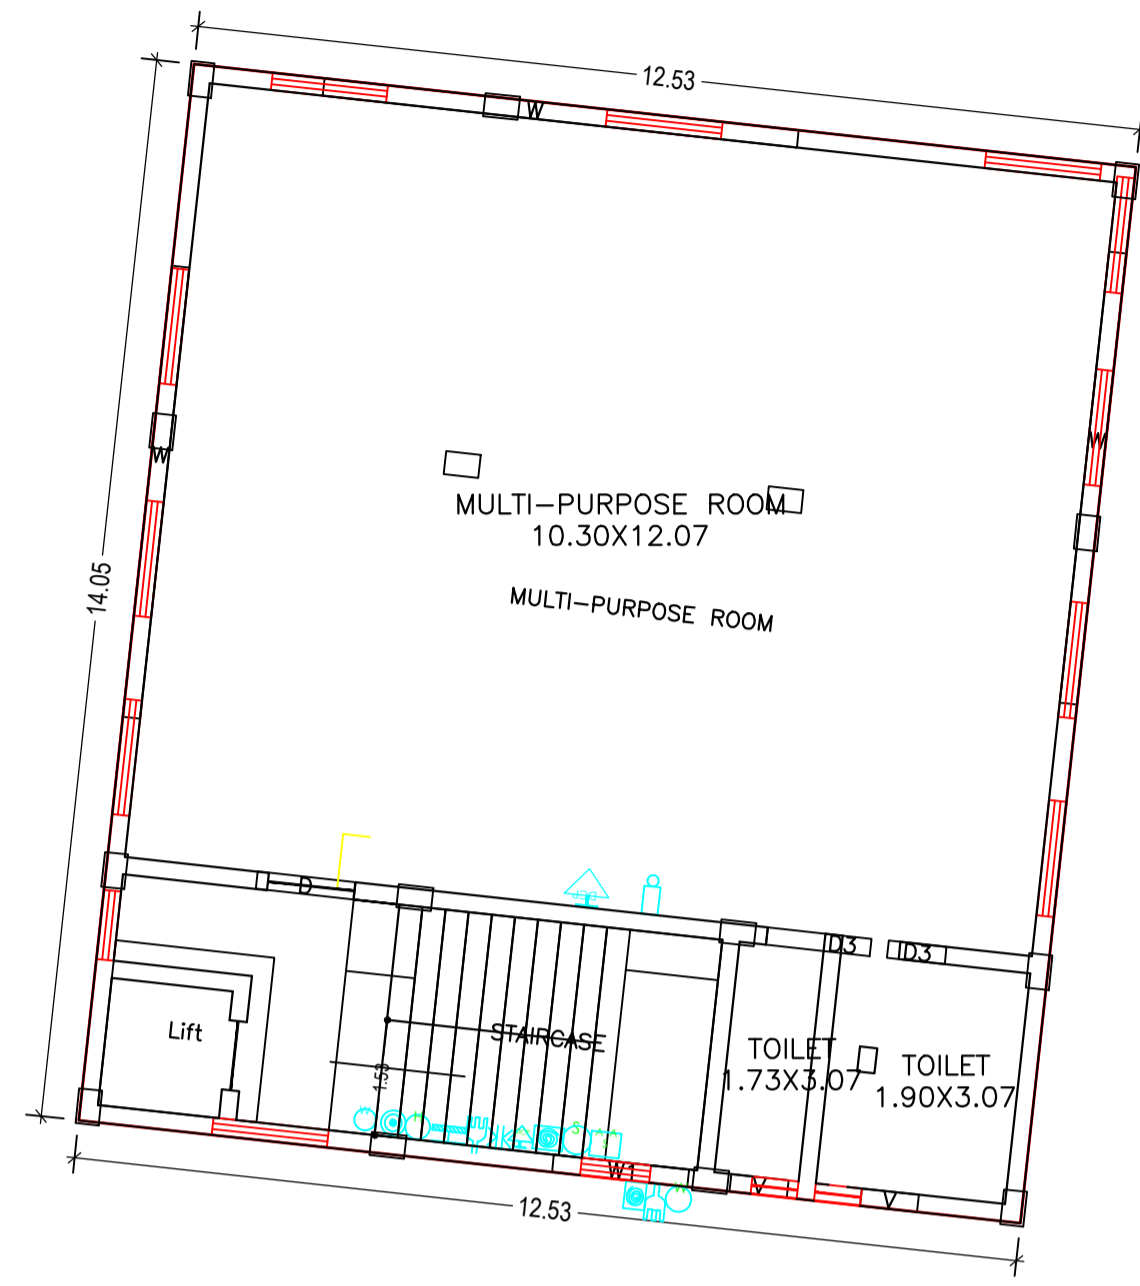 12.53
W
W
W
MULTI-PURPOSE ROOM
10.30X12.07
MULTI-PURPOSE ROOM
14.05
D
DCP
D3
D3
Lift
STAIRCASE
TOILET
1.73X3.07
TOILET
1.90X3.07
1.53
F
S
A A
S
W1
V
V
W
12.53